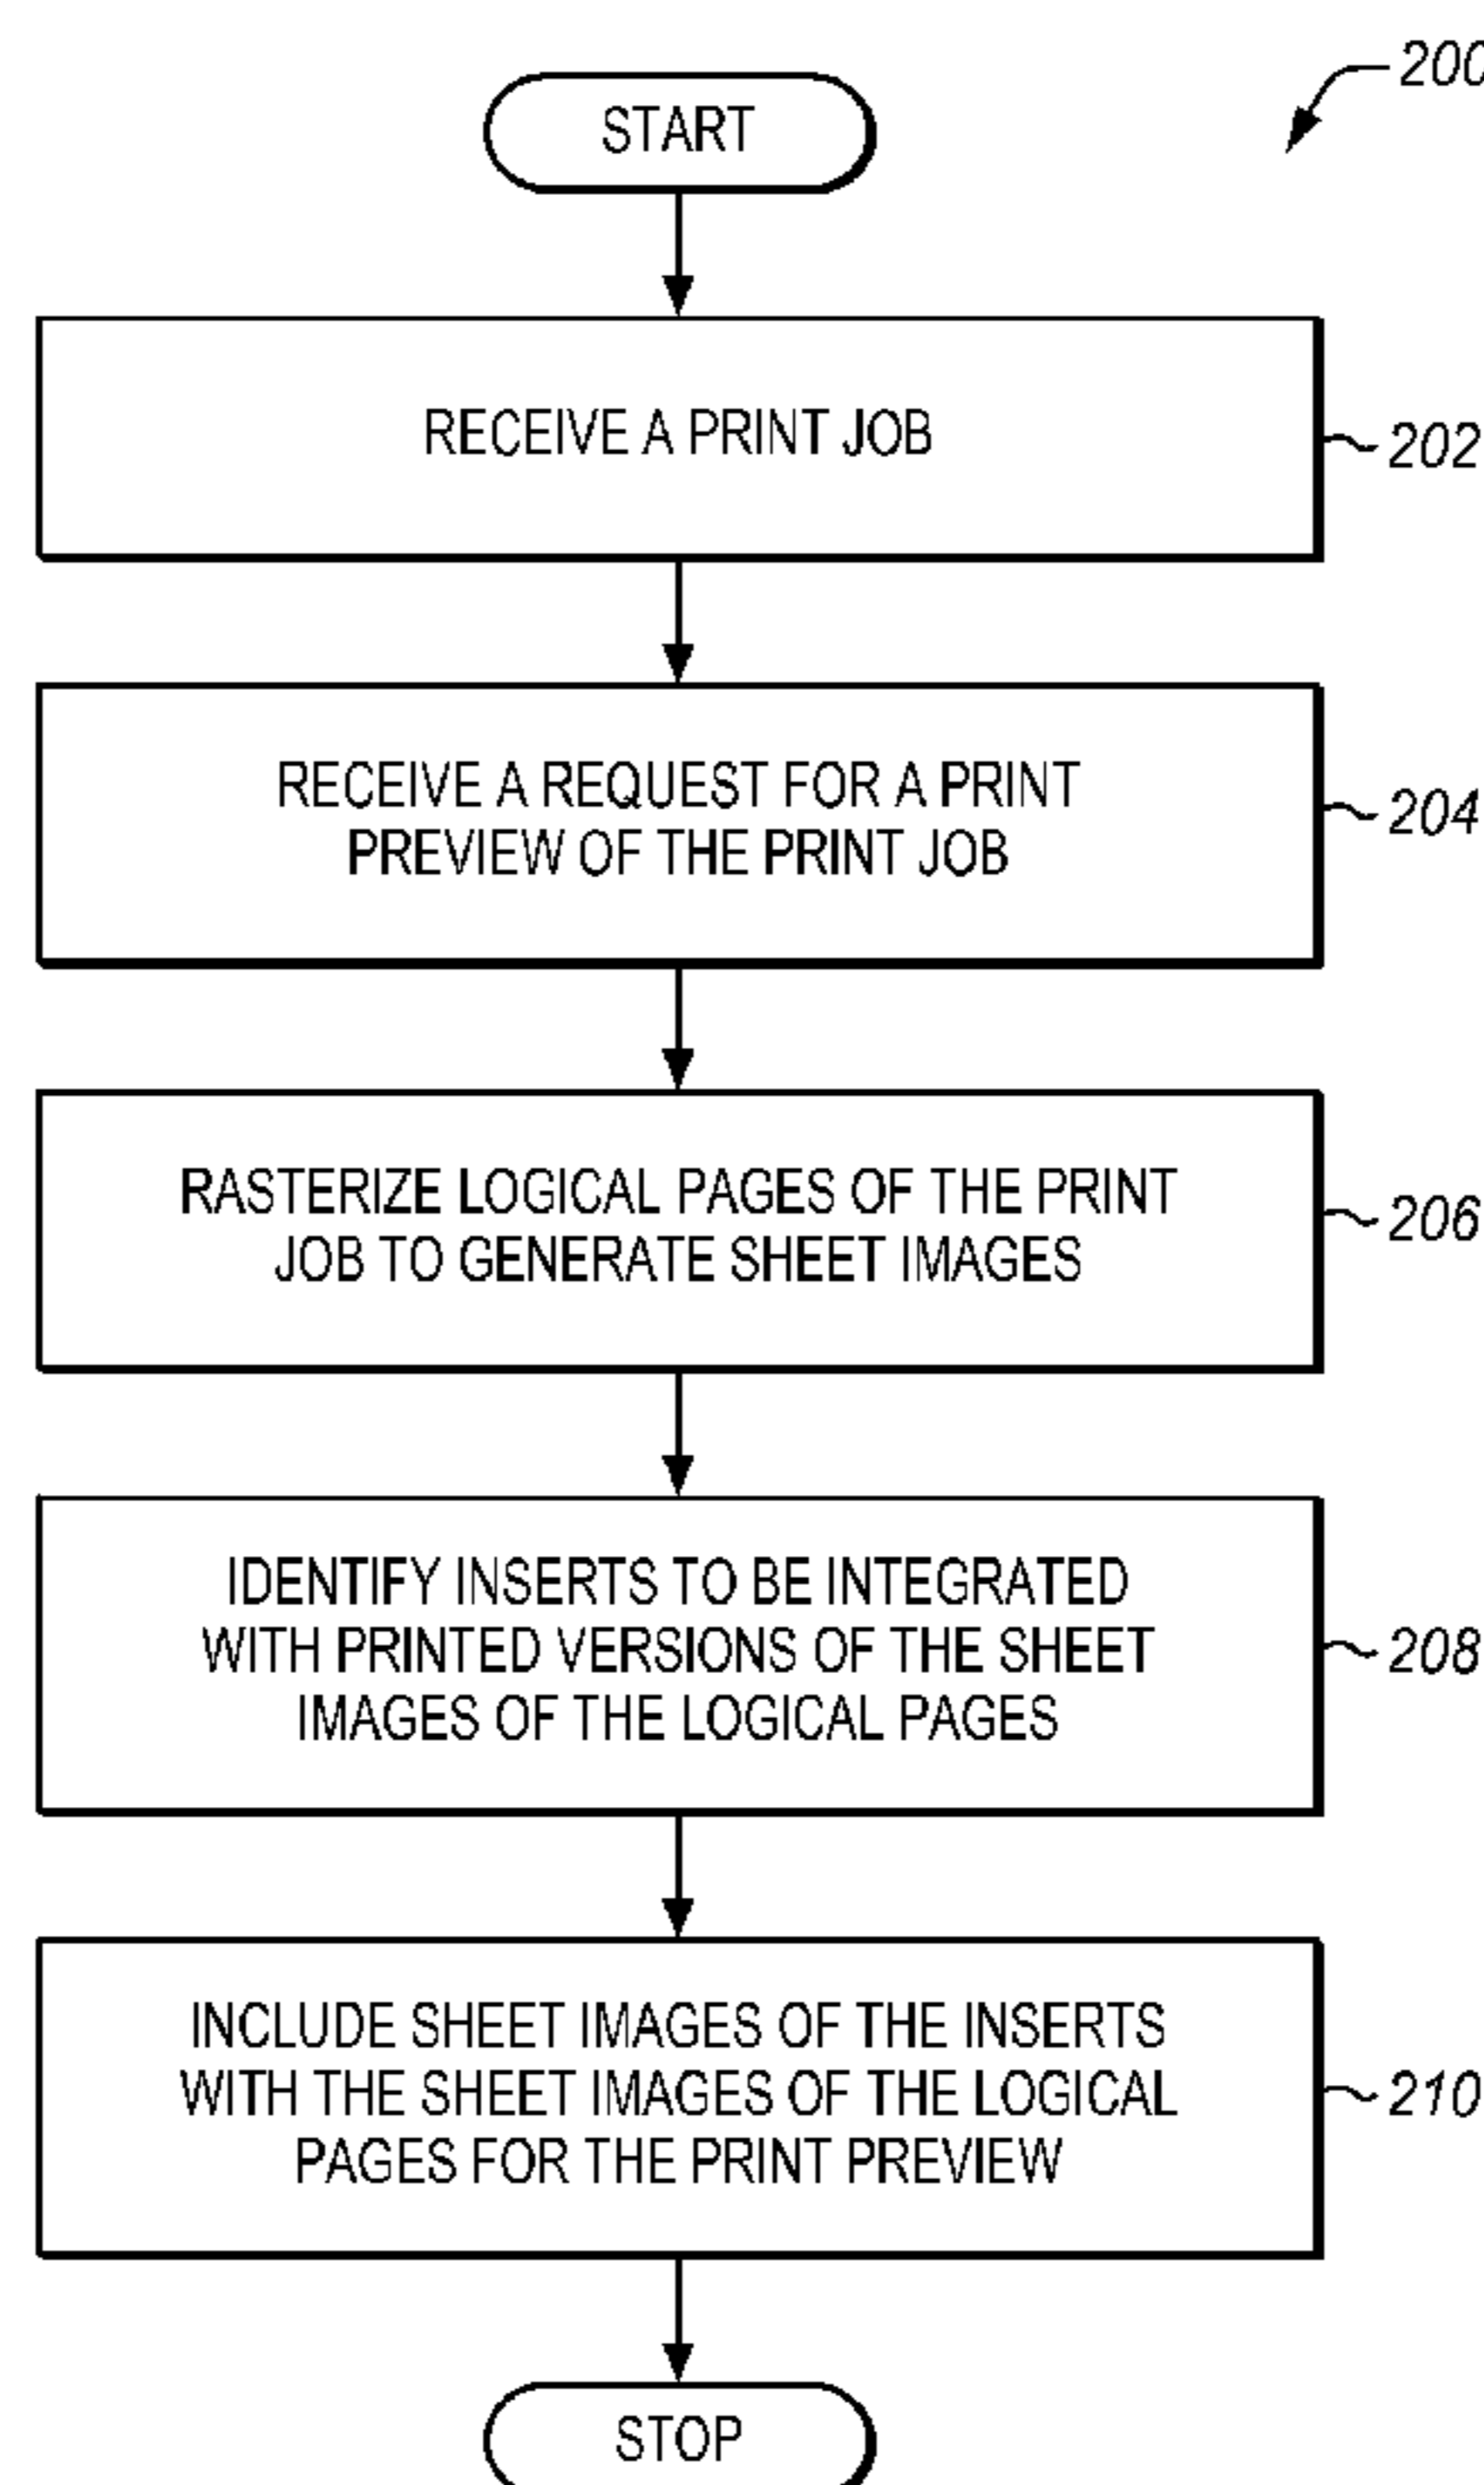 200
START
RECEIVE A PRINT JOB
202
RECEIVE A REQUEST FOR A PRINT
PREVIEW OF THE PRINT JOB
204
RASTERIZE LOGICAL PAGES OF THE PRINT
JOB TO GENERATE SHEET IMAGES
206
IDENTIFY INSERTS TO BE INTEGRATED
WITH PRINTED VERSIONS OF THE SHEET
IMAGES OF THE LOGICAL PAGES
208
INCLUDE SHEET IMAGES OF THE INSERTS
WITH THE SHEET IMAGES OF THE LOGICAL
PAGES FOR THE PRINT PREVIEW
210
STOP